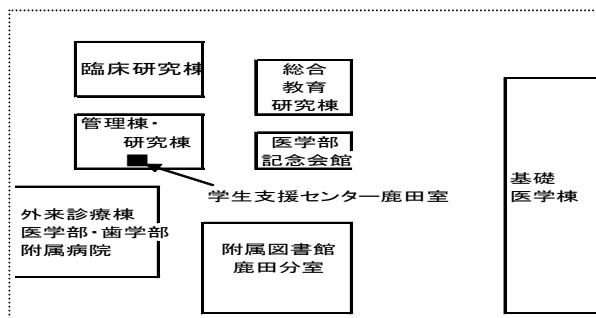 臨床研究棟
総合
教育
研究棟
管理棟・
研究棟
医学部
記念会館
学生支援センター鹿田室
基礎
医学棟
外来診療棟
医学部・歯学部
附属病院
附属図書館
鹿田分室